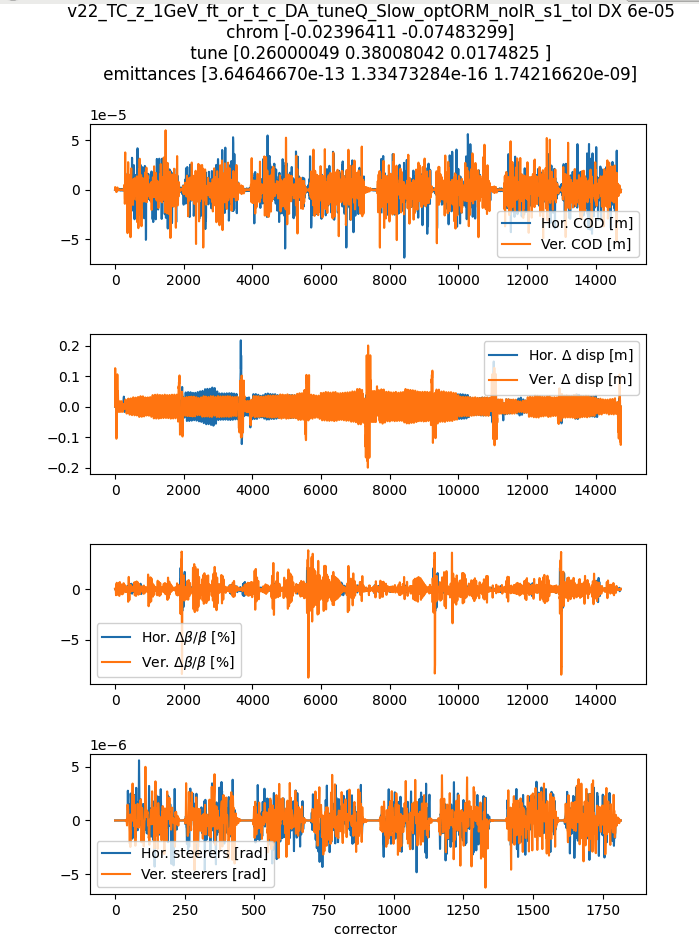 v22_TC_z_1GeV_ft_or_t_c_DA_tuneQ_Slow_optORM_noIR_s1_tol DX 6e-05
chrom [-0.02396411 -0.07483299]
tune [0.26000049 0.38008042 0.0174825 ]
emittances [3.64646670e-13 1.33473284e-16 1.74216620e-09]
1e−5
5
0
−5
Hor. COD [m]
Ver. COD [m]
0 2000 4000 6000 8000 10000 12000 14000
0.2
0.1
0.0
−0.1
−0.2
Hor. Δ disp [m]
Ver. Δ disp [m]
0 2000 4000 6000 8000 10000 12000 14000
0
−5
Hor. Δβ/β [%]
Ver. Δβ/β [%]
0 2000 4000 6000 8000 10000 12000 14000
1e−6
5
0
−5
Hor. steerers [rad]
Ver. steerers [rad]
0 250 500 750 1000 1250 1500 1750
corrector